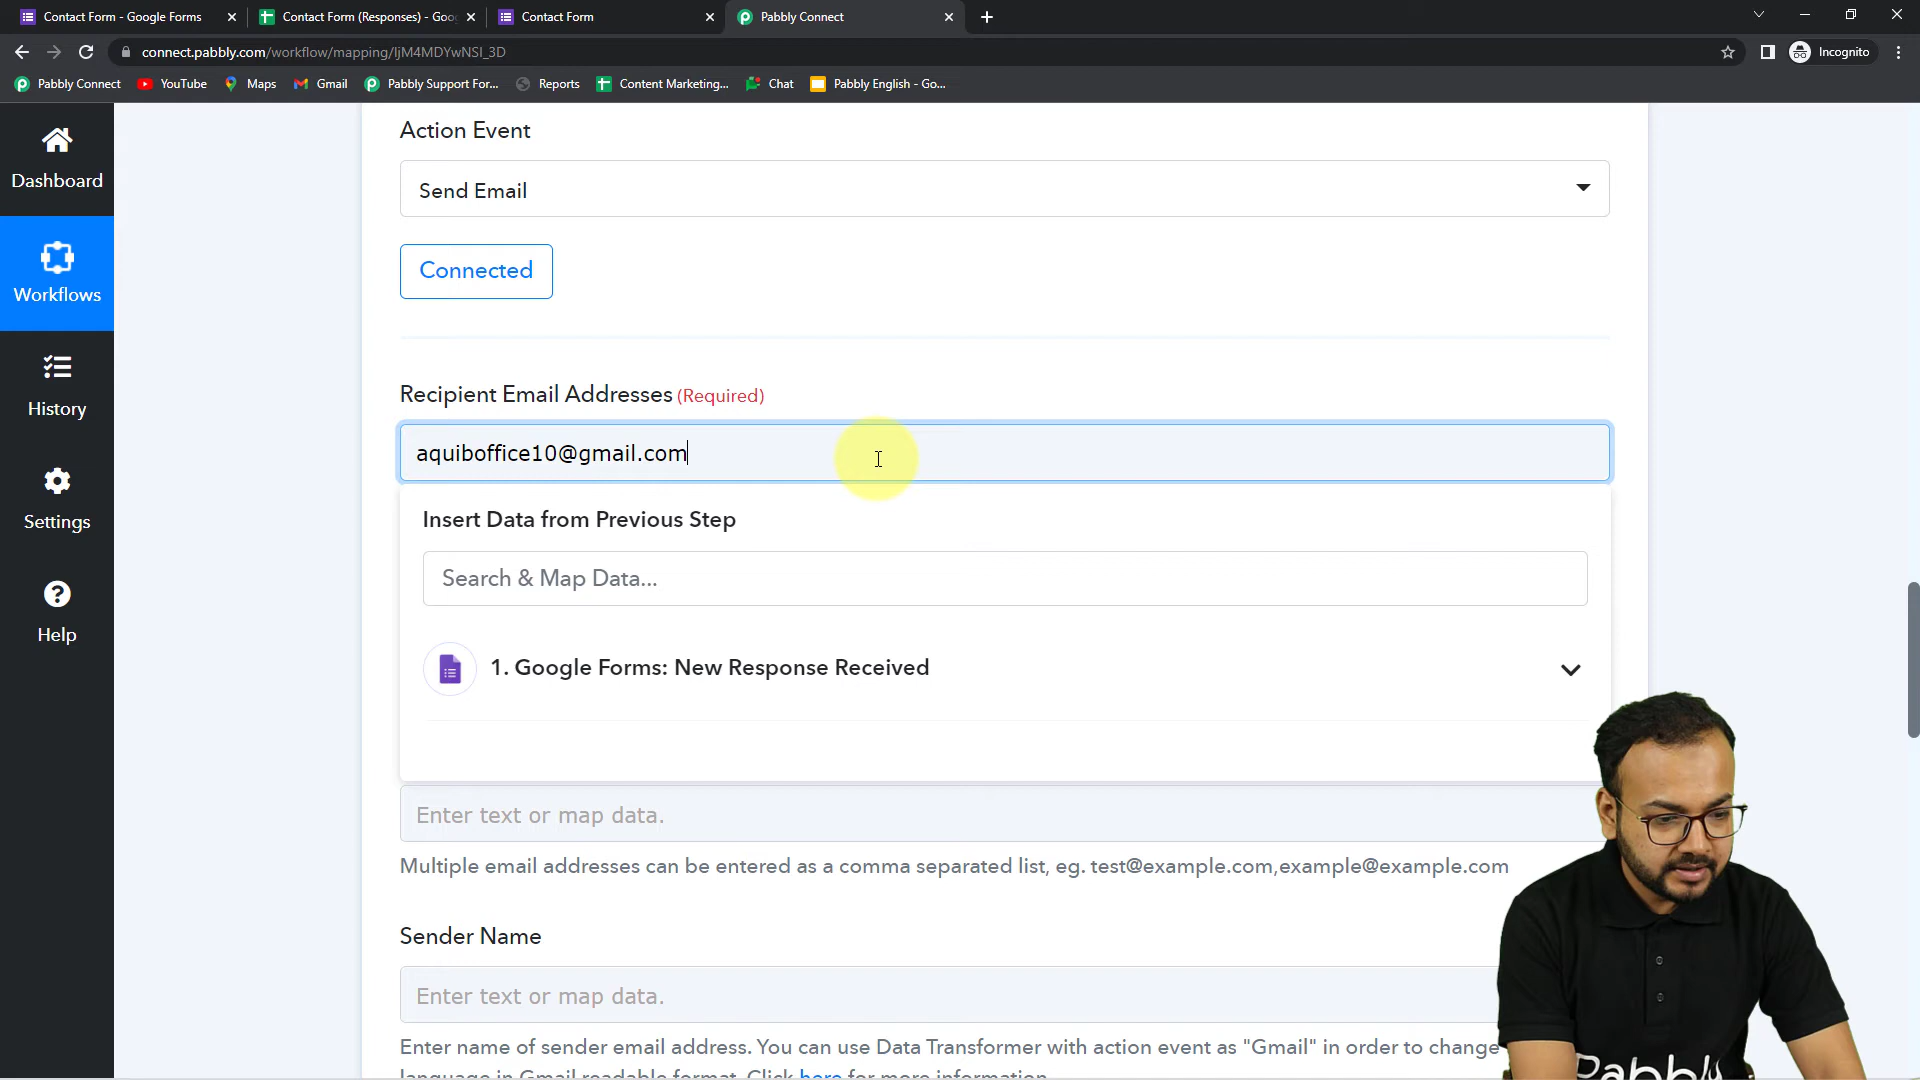 Contact Form - Google Forms
Contact Form (Responses) - Goo
Contact Form
Pabbly Connect
connect.pabbly.com/workflow/mapping/IjM4MDYwNSI_3D
Incognito
Pabbly Connect
YouTube
Maps
Gmail
Pabbly Support For...
Reports
Content Marketing...
Chat
Pabbly English - Go...
Dashboard
Workflows
History
Settings
Help
Action Event
Send Email
Connected
Recipient Email Addresses (Required)
aquiboffice10@gmail.com
Insert Data from Previous Step
Search & Map Data...
1. Google Forms: New Response Received
Enter text or map data.
Multiple email addresses can be entered as a comma separated list, eg. test@example.com,example@example.com
Sender Name
Enter text or map data.
Enter name of sender email address. You can use Data Transformer with action event as "Gmail" in order to change
language in Gmail readable format. Click here for more information.
Pabbly